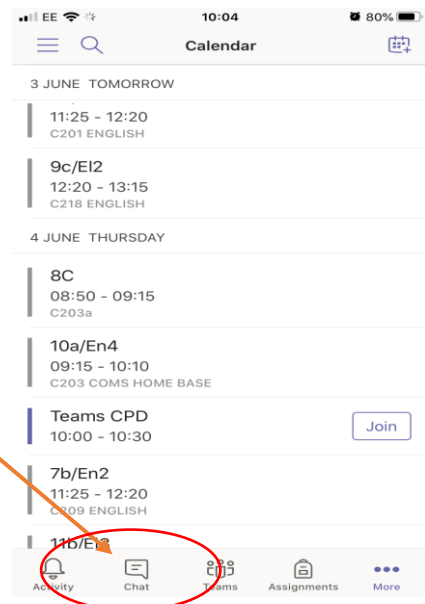 EE 10:04 80%
Calendar
3 JUNE TOMORROW
11:25 - 12:20
C201 ENGLISH
9c/El2
12:20 - 13:15
C218 ENGLISH
4 JUNE THURSDAY
8C
08:50 - 09:15
C203a
10a/En4
09:15 - 10:10
C203 COMS HOME BASE
Teams CPD
10:00 - 10:30
Join
7b/En2
11:25 - 12:20
C209 ENGLISH
Activity Chat Teams Assignments More